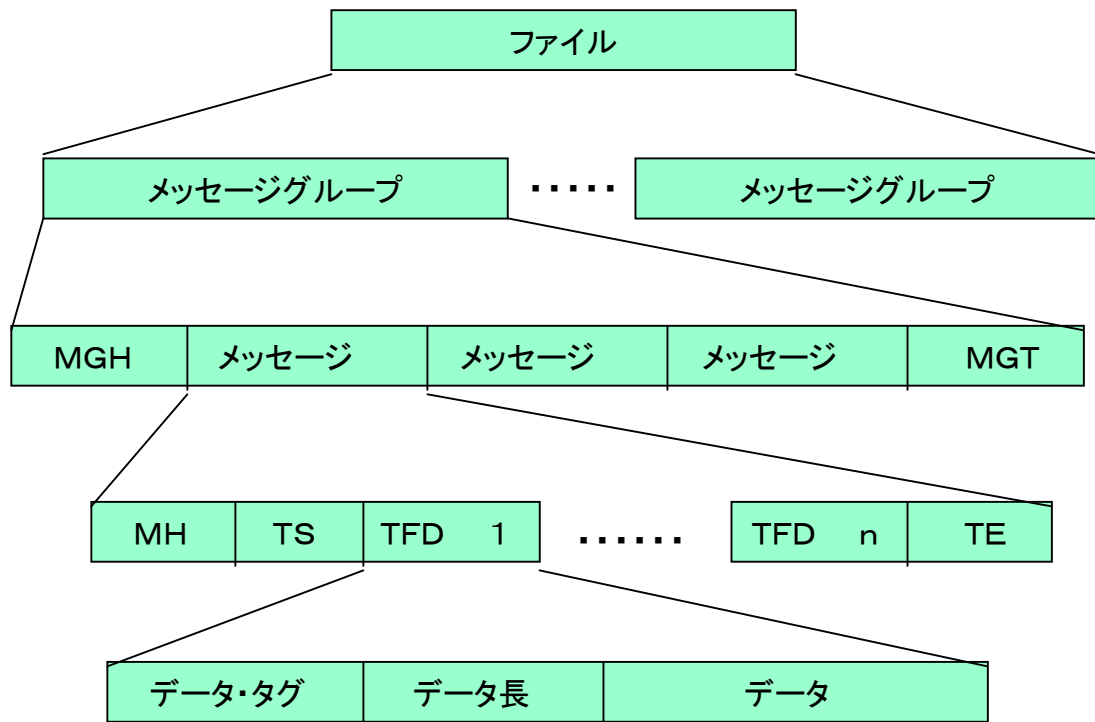 ファイル
メッセージグループ ・・・・・ メッセージグループ
MGH メッセージ メッセージ メッセージ MGT
MH TS TFD 1 ・・・・・・ TFD n TE
データ・タグ データ長 データ